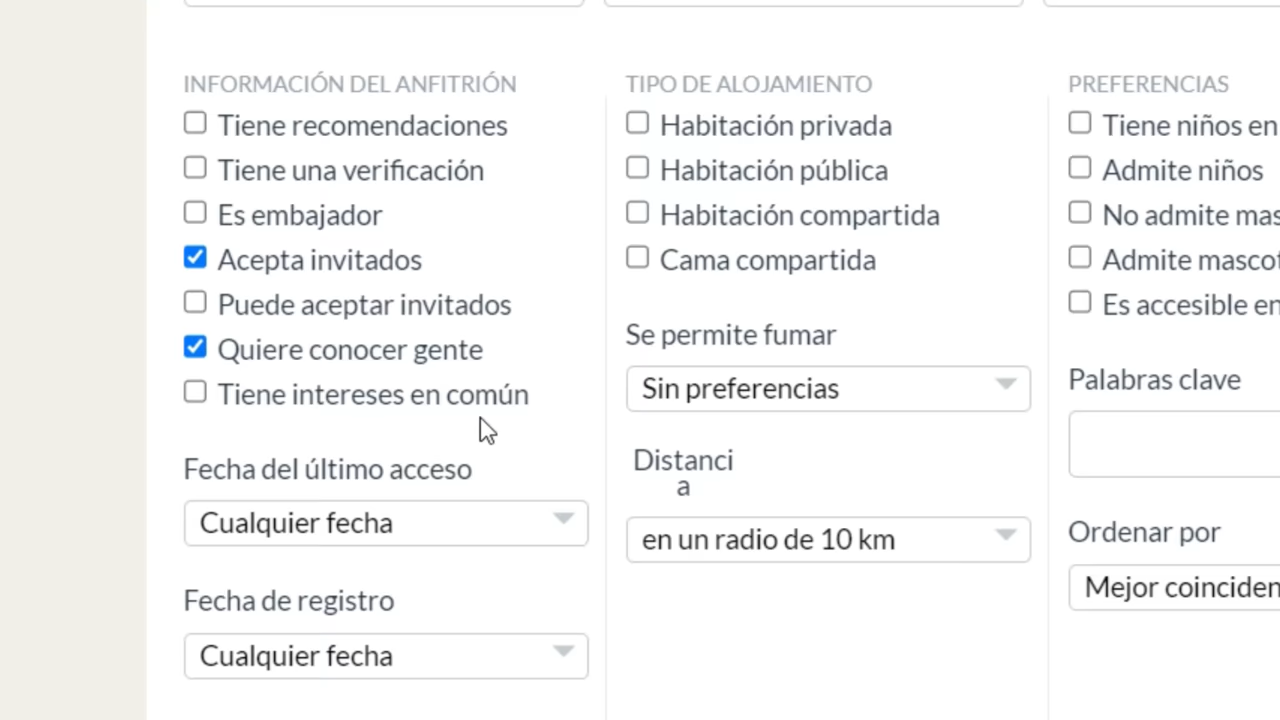 INFORMACIÓN DEL ANFITRIÓN
Tiene recomendaciones
Tiene una verificación
Es embajador
Acepta invitados
Puede aceptar invitados
Quiere conocer gente
Tiene intereses en común
Fecha del último acceso
Cualquier fecha
Fecha de registro
Cualquier fecha
TIPO DE ALOJAMIENTO
Habitación privada
Habitación pública
Habitación compartida
Cama compartida
Se permite fumar
Sin preferencias
Distanci
a
en un radio de 10 km
PREFERENCIAS
Tiene niños en
Admite niños
No admite mas
Admite mascot
Es accesible en
Palabras clave
Ordenar por
Mejor coinciden